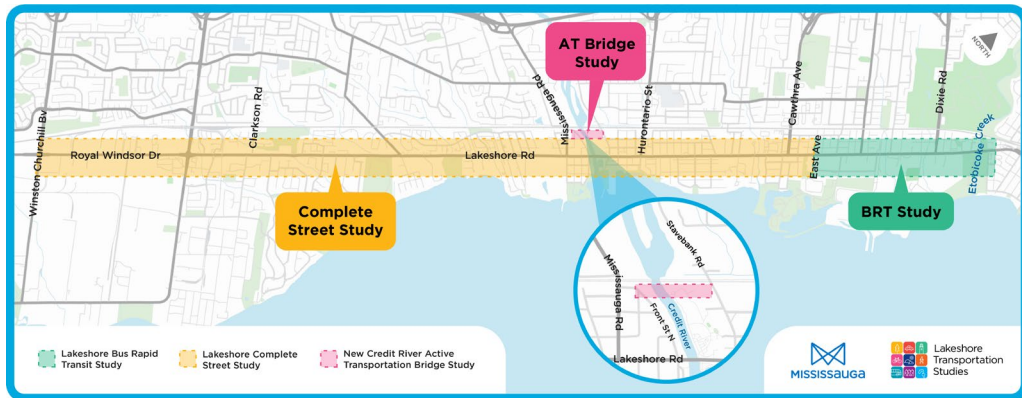 AT Bridge
Study
NORTH
Mississauga Rd
Miss
Hurontario St
Cawthra Ave
Dixie Rd
Winston Churchill Bv
Clarkson Rd
Royal Windsor Dr
Lakeshore Rd
East Ave
Etobicoke Creek
Complete
Street Study
BRT Study
Stavebank Rd
Mississauga Rd
Front St N
Credit River
Lakeshore Rd
Lakeshore Bus Rapid
Transit Study
Lakeshore Complete
Street Study
New Credit River Active
Transportation Bridge Study
MISSISSAUGA
Lakeshore
Transportation
Studies